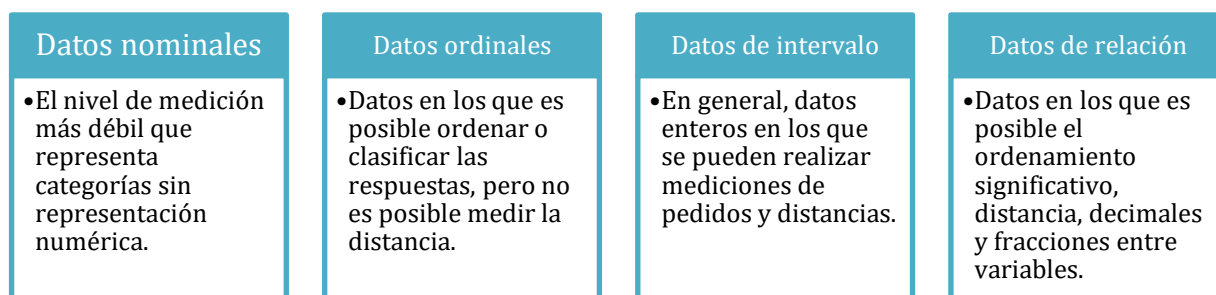 Datos nominales
•El nivel de medición
más débil que
representa
categorías sin
representación
numérica.
Datos ordinales
•Datos en los que es
posible ordenar o
clasificar las
respuestas, pero no
es posible medir la
distancia.
Datos de intervalo
•En general, datos
enteros en los que
se pueden realizar
mediciones de
pedidos y distancias.
Datos de relación
•Datos en los que es
posible el
ordenamiento
significativo,
distancia, decimales
y fracciones entre
variables.